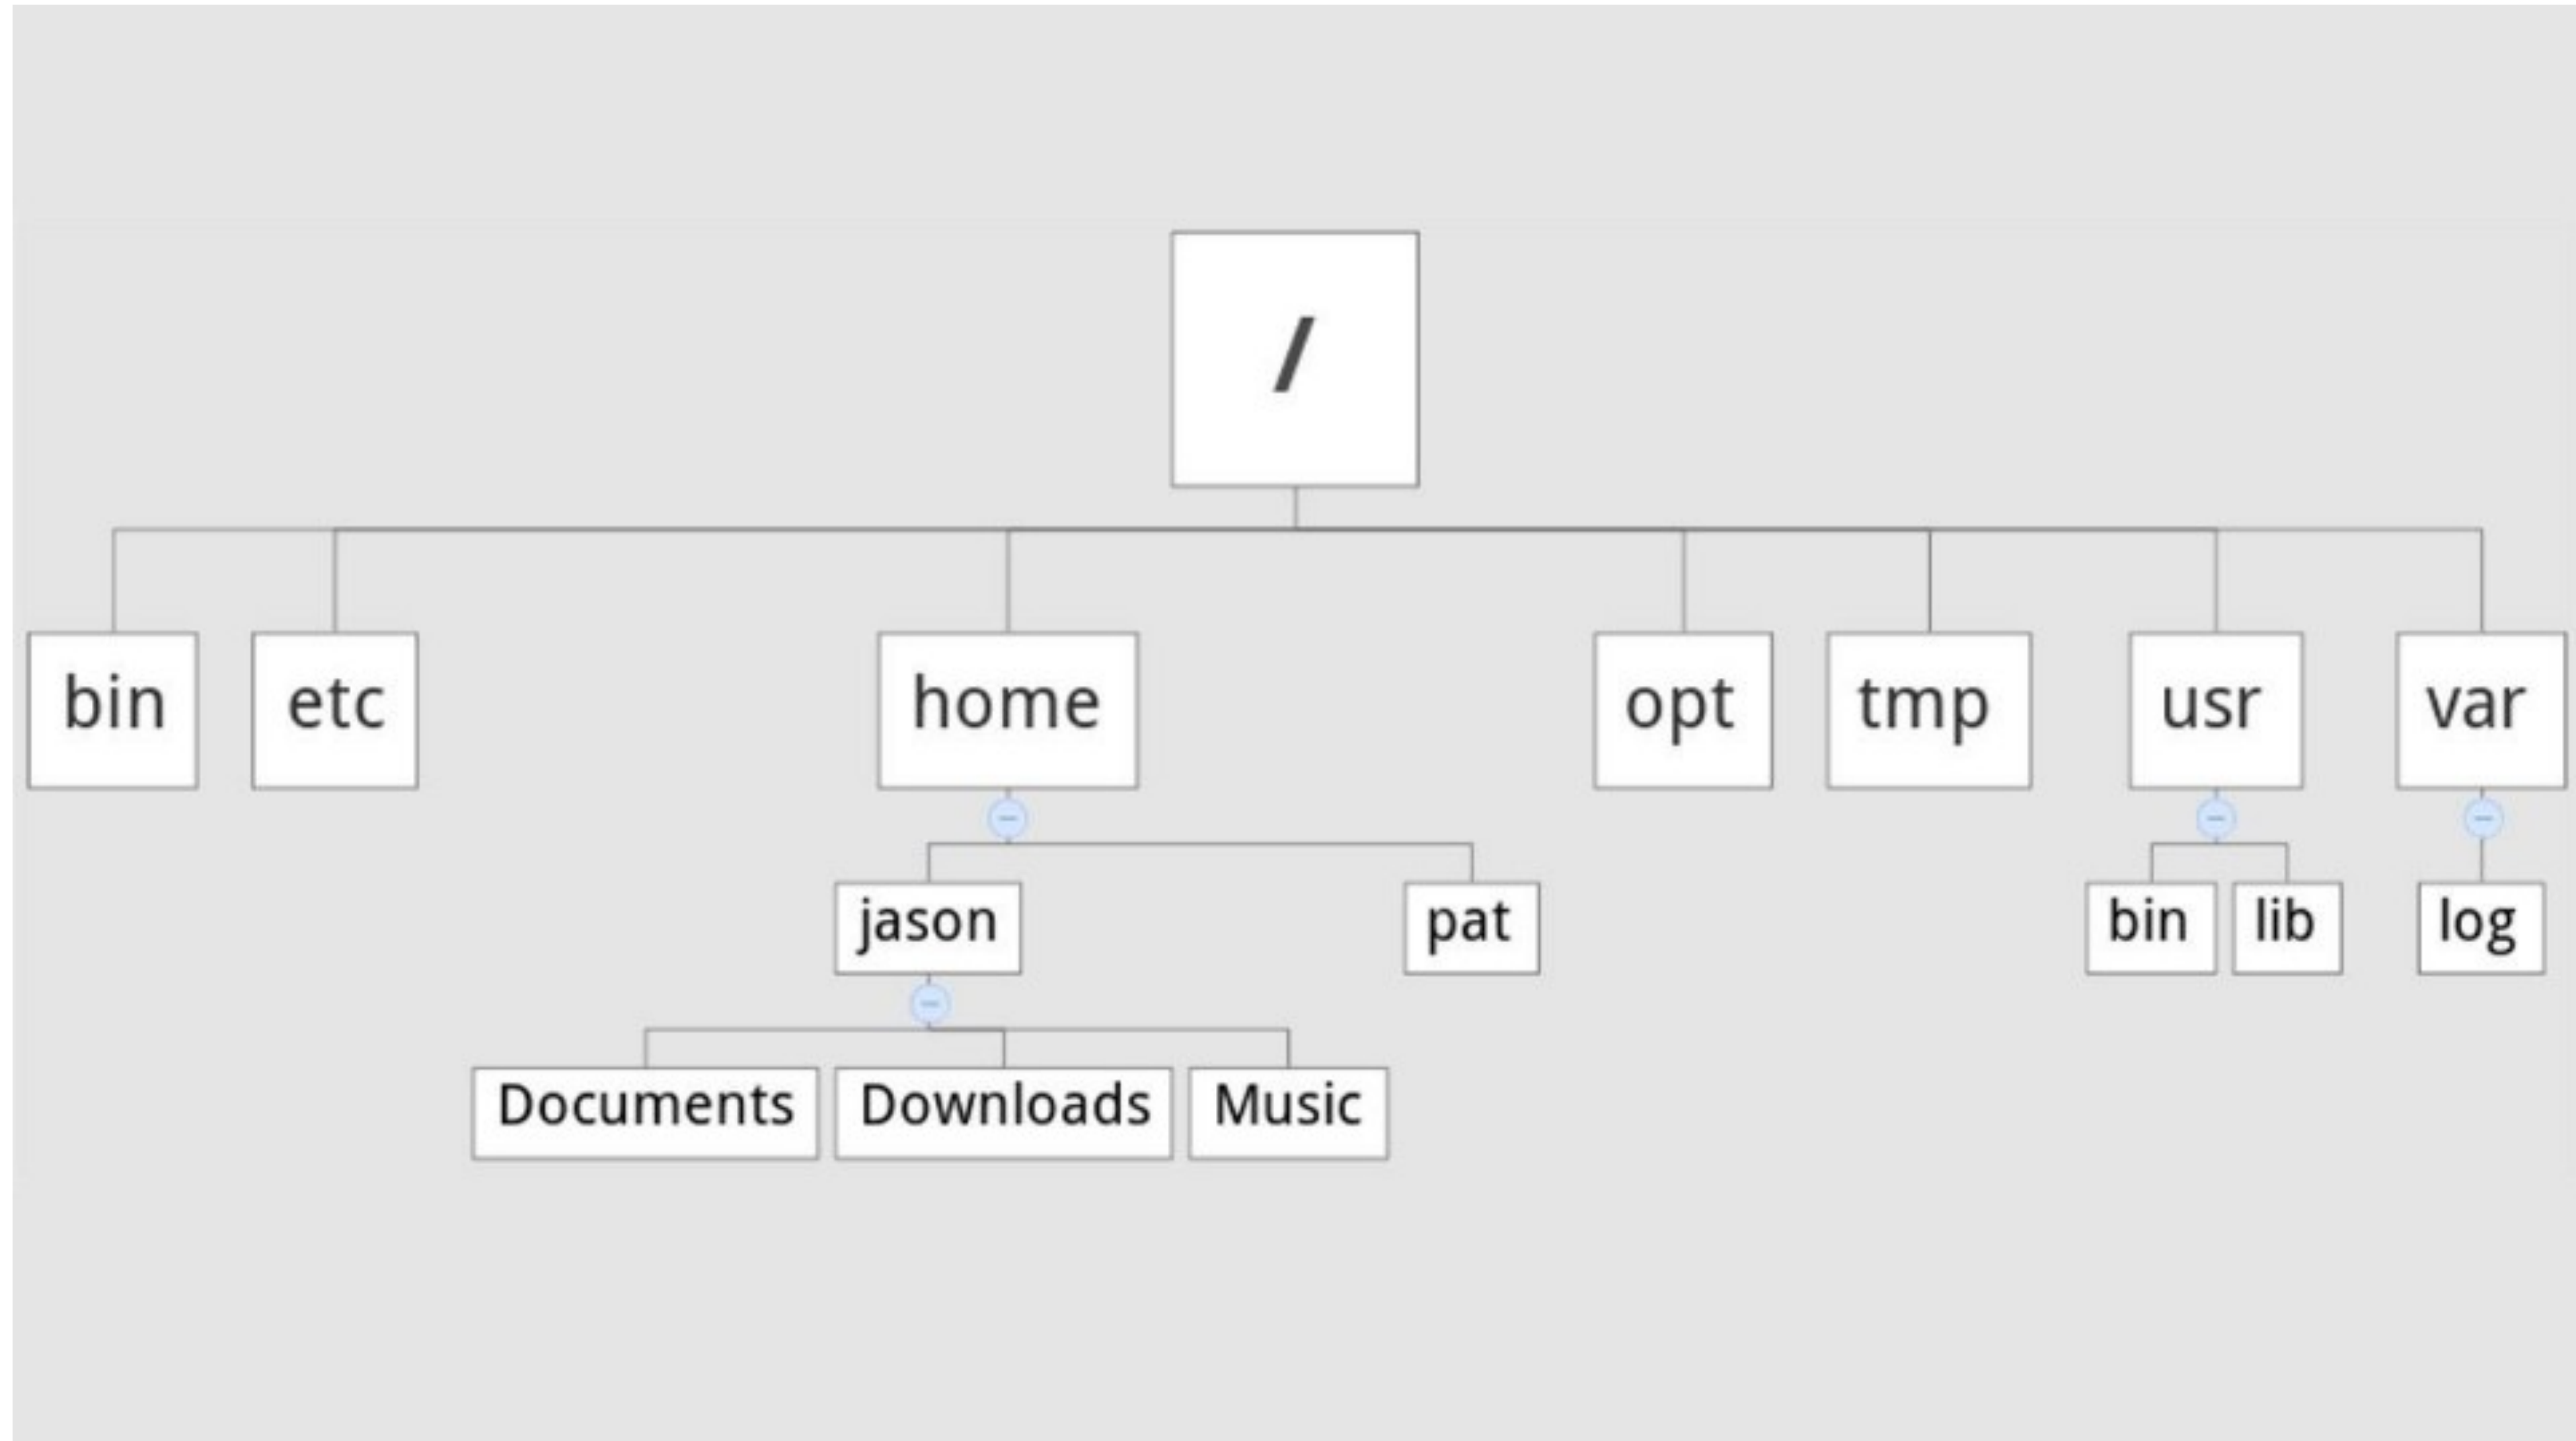 /
bin etc home opt tmp usr var
jason pat bin lib log
Documents Downloads Music